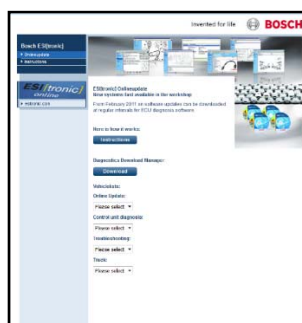 Invented for life
BOSCH
Bosch ESI[tronic]
Onlineupdate
Instructions
ESI[tronic]
online
esitronic.com
ESI[tronic] Onlineupdate
New systems fast available in the workshop
From February 2011 on software updates can be downloaded
at regular intervals for ECU diagnosis software.
Here is how it works:
Instructions
Diagnostics Download Manager:
Download
Vehicledata:
Online Update:
Please select
Control unit diagnosis:
Please select
Troubleshooting:
Please select
Truck:
Please select